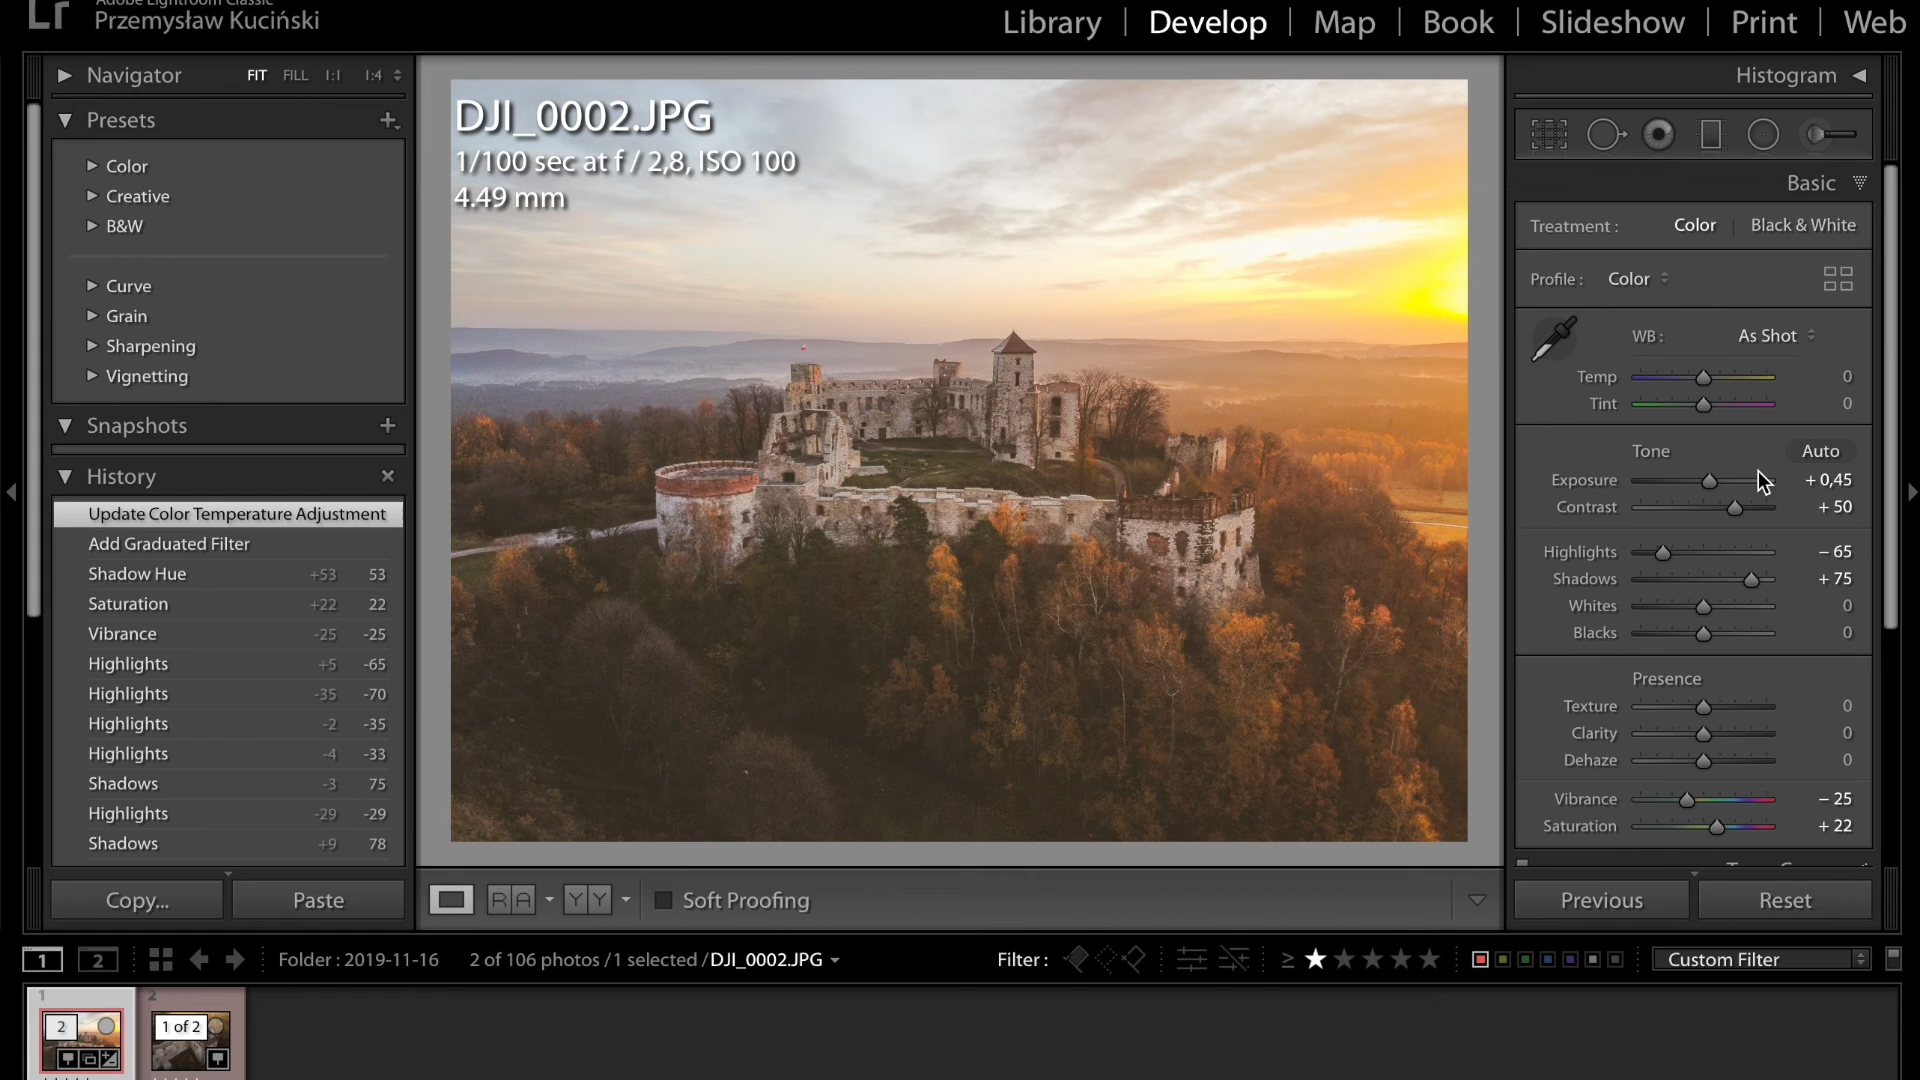 Lr
Adobe Lightroom Classic
Przemysław Kuciński
Library | Develop | Map | Book | Slideshow | Print | Web
Navigator FIT FILL 1:1 1:4
Presets
Color
Creative
B&W
Curve
Grain
Sharpening
Vignetting
Snapshots
History
Update Color Temperature Adjustment
Add Graduated Filter
Shadow Hue +53 53
Saturation +22 22
Vibrance -25 -25
Highlights +5 -65
Highlights -35 -70
Highlights -2 -35
Highlights -4 -33
Shadows -3 75
Highlights -29 -29
Shadows +9 78
Copy... Paste
DJI_0002.JPG
1/100 sec at f / 2,8, ISO 100
4.49 mm
RA YY Soft Proofing
Histogram
Basic
Treatment : Color Black & White
Profile : Color
WB : As Shot
Temp 0
Tint 0
Tone Auto
Exposure + 0,45
Contrast + 50
Highlights − 65
Shadows + 75
Whites 0
Blacks 0
Presence
Texture 0
Clarity 0
Dehaze 0
Vibrance − 25
Saturation + 22
Previous Reset
1 2 Folder : 2019-11-16 2 of 106 photos /1 selected /DJI_0002.JPG Filter : ≥ Custom Filter
1 2
2 1 of 2